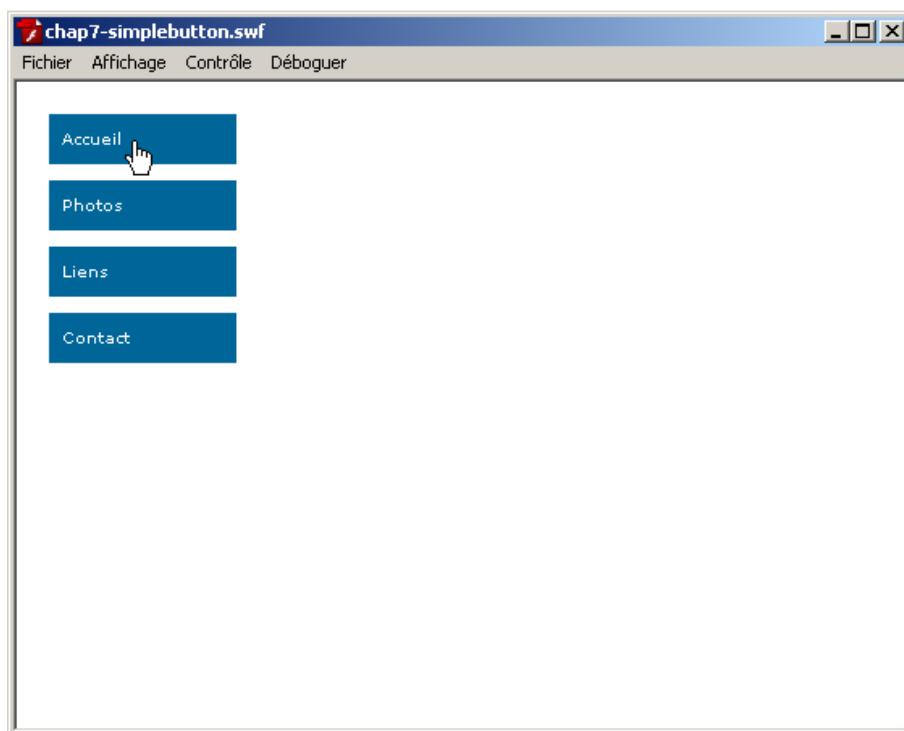 chap7-simplebutton.swf
Fichier Affichage Contrôle Déboguer
Accueil
Photos
Liens
Contact